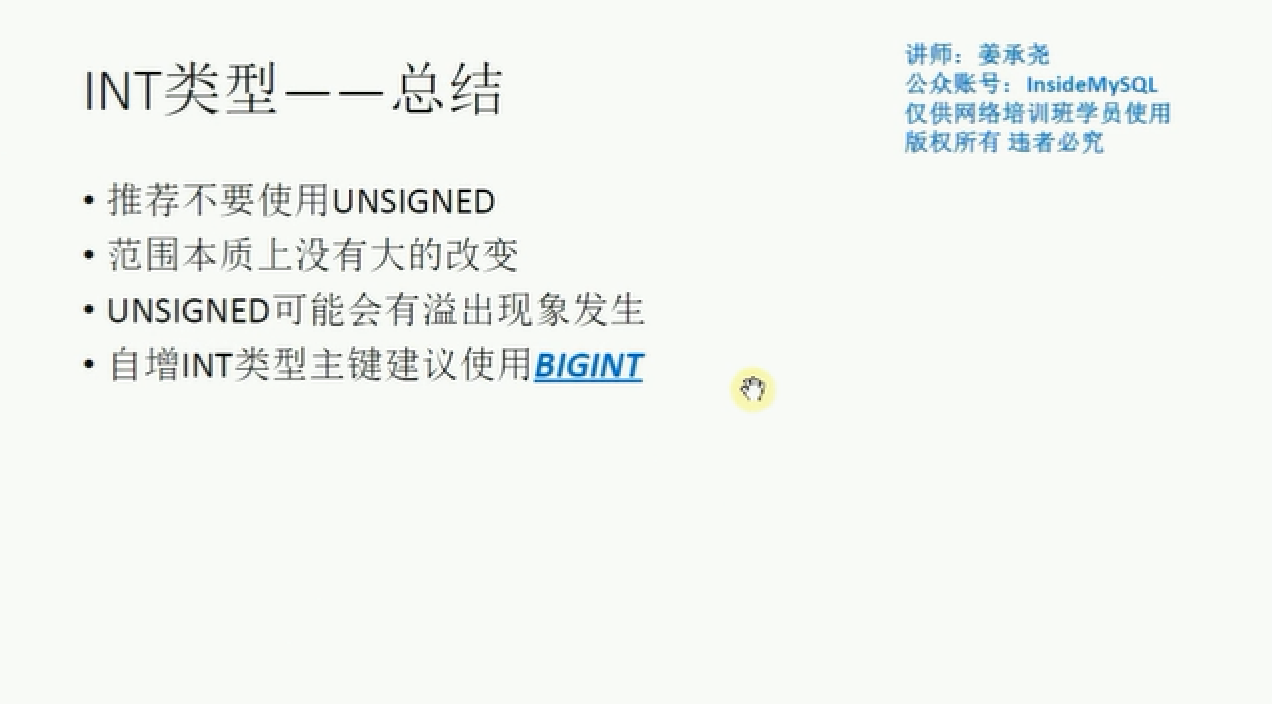 INT类型——总结
讲师：姜承尧
公众账号：InsideMySQL
仅供网络培训班学员使用
版权所有 违者必究
• 推荐不要使用UNSIGNED
• 范围本质上没有大的改变
• UNSIGNED可能会有溢出现象发生
• 自增INT类型主键建议使用BIGINT